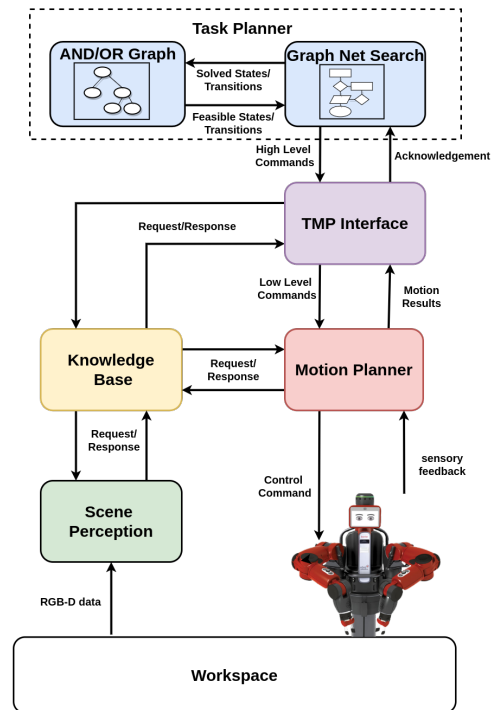 Task Planner
AND/OR Graph
Graph Net Search
Solved States/
Transitions
Feasible States/
Transitions
High Level
Commands
Acknowledgement
TMP Interface
Request/Response
Low Level
Commands
Motion
Results
Knowledge
Base
Request/
Response
Motion Planner
Request/
Response
sensory
feedback
Control
Command
Scene
Perception
RGB-D data
Workspace